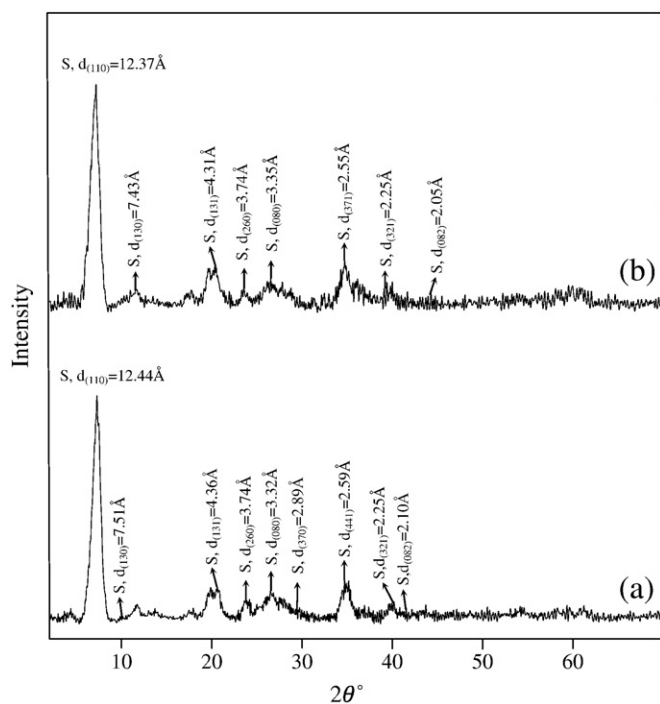 S, d(110)=12.37Å
S, d(130)=7.43Å
S, d(131)=4.31Å
S, d(260)=3.74Å
S, d(080)=3.35Å
S, d(371)=2.55Å
S, d(321)=2.25Å
S, d(082)=2.05Å
(b)
Intensity
S, d(110)=12.44Å
S, d(130)=7.51Å
S, d(131)=4.36Å
S, d(260)=3.74Å
S, d(080)=3.32Å
S, d(370)=2.89Å
S, d(441)=2.59Å
S,d(321)=2.25Å
S,d(082)=2.10Å
(a)
10 20 30 40 50 60
2θ°